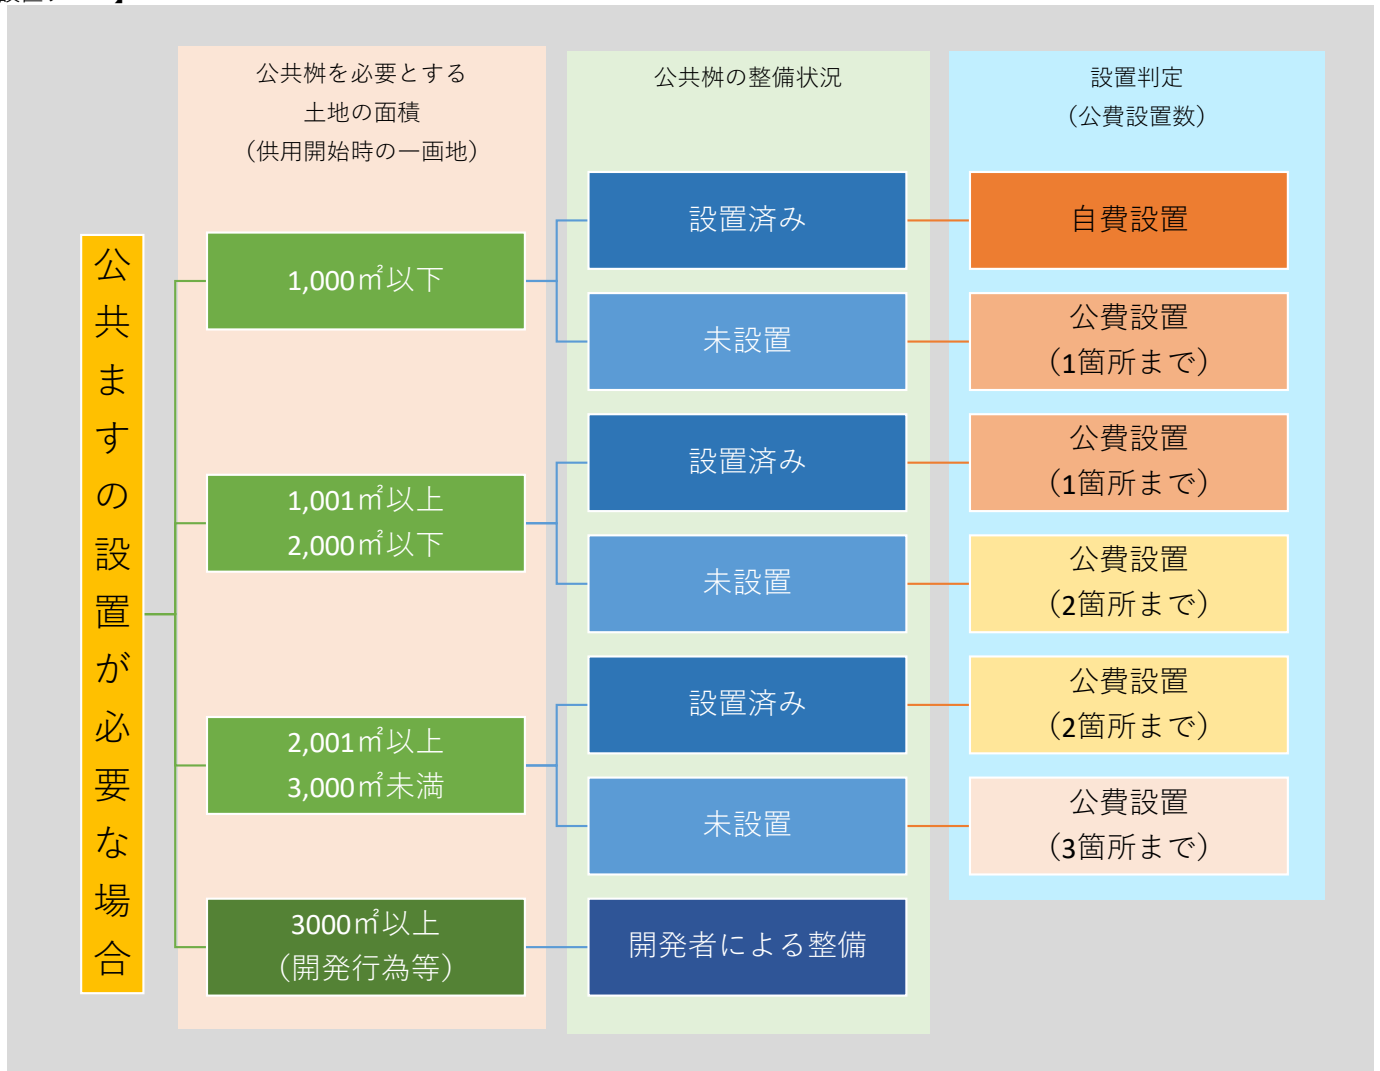 公共ますの設置が必要な場合
公共桝を必要とする
土地の面積
（供用開始時の一画地）
公共桝の整備状況
設置判定
（公費設置数）
1,000㎡以下
設置済み
自費設置
未設置
公費設置
（1箇所まで）
1,001㎡以上
2,000㎡以下
設置済み
公費設置
（1箇所まで）
未設置
公費設置
（2箇所まで）
2,001㎡以上
3,000㎡未満
設置済み
公費設置
（2箇所まで）
未設置
公費設置
（3箇所まで）
3000㎡以上
（開発行為等）
開発者による整備